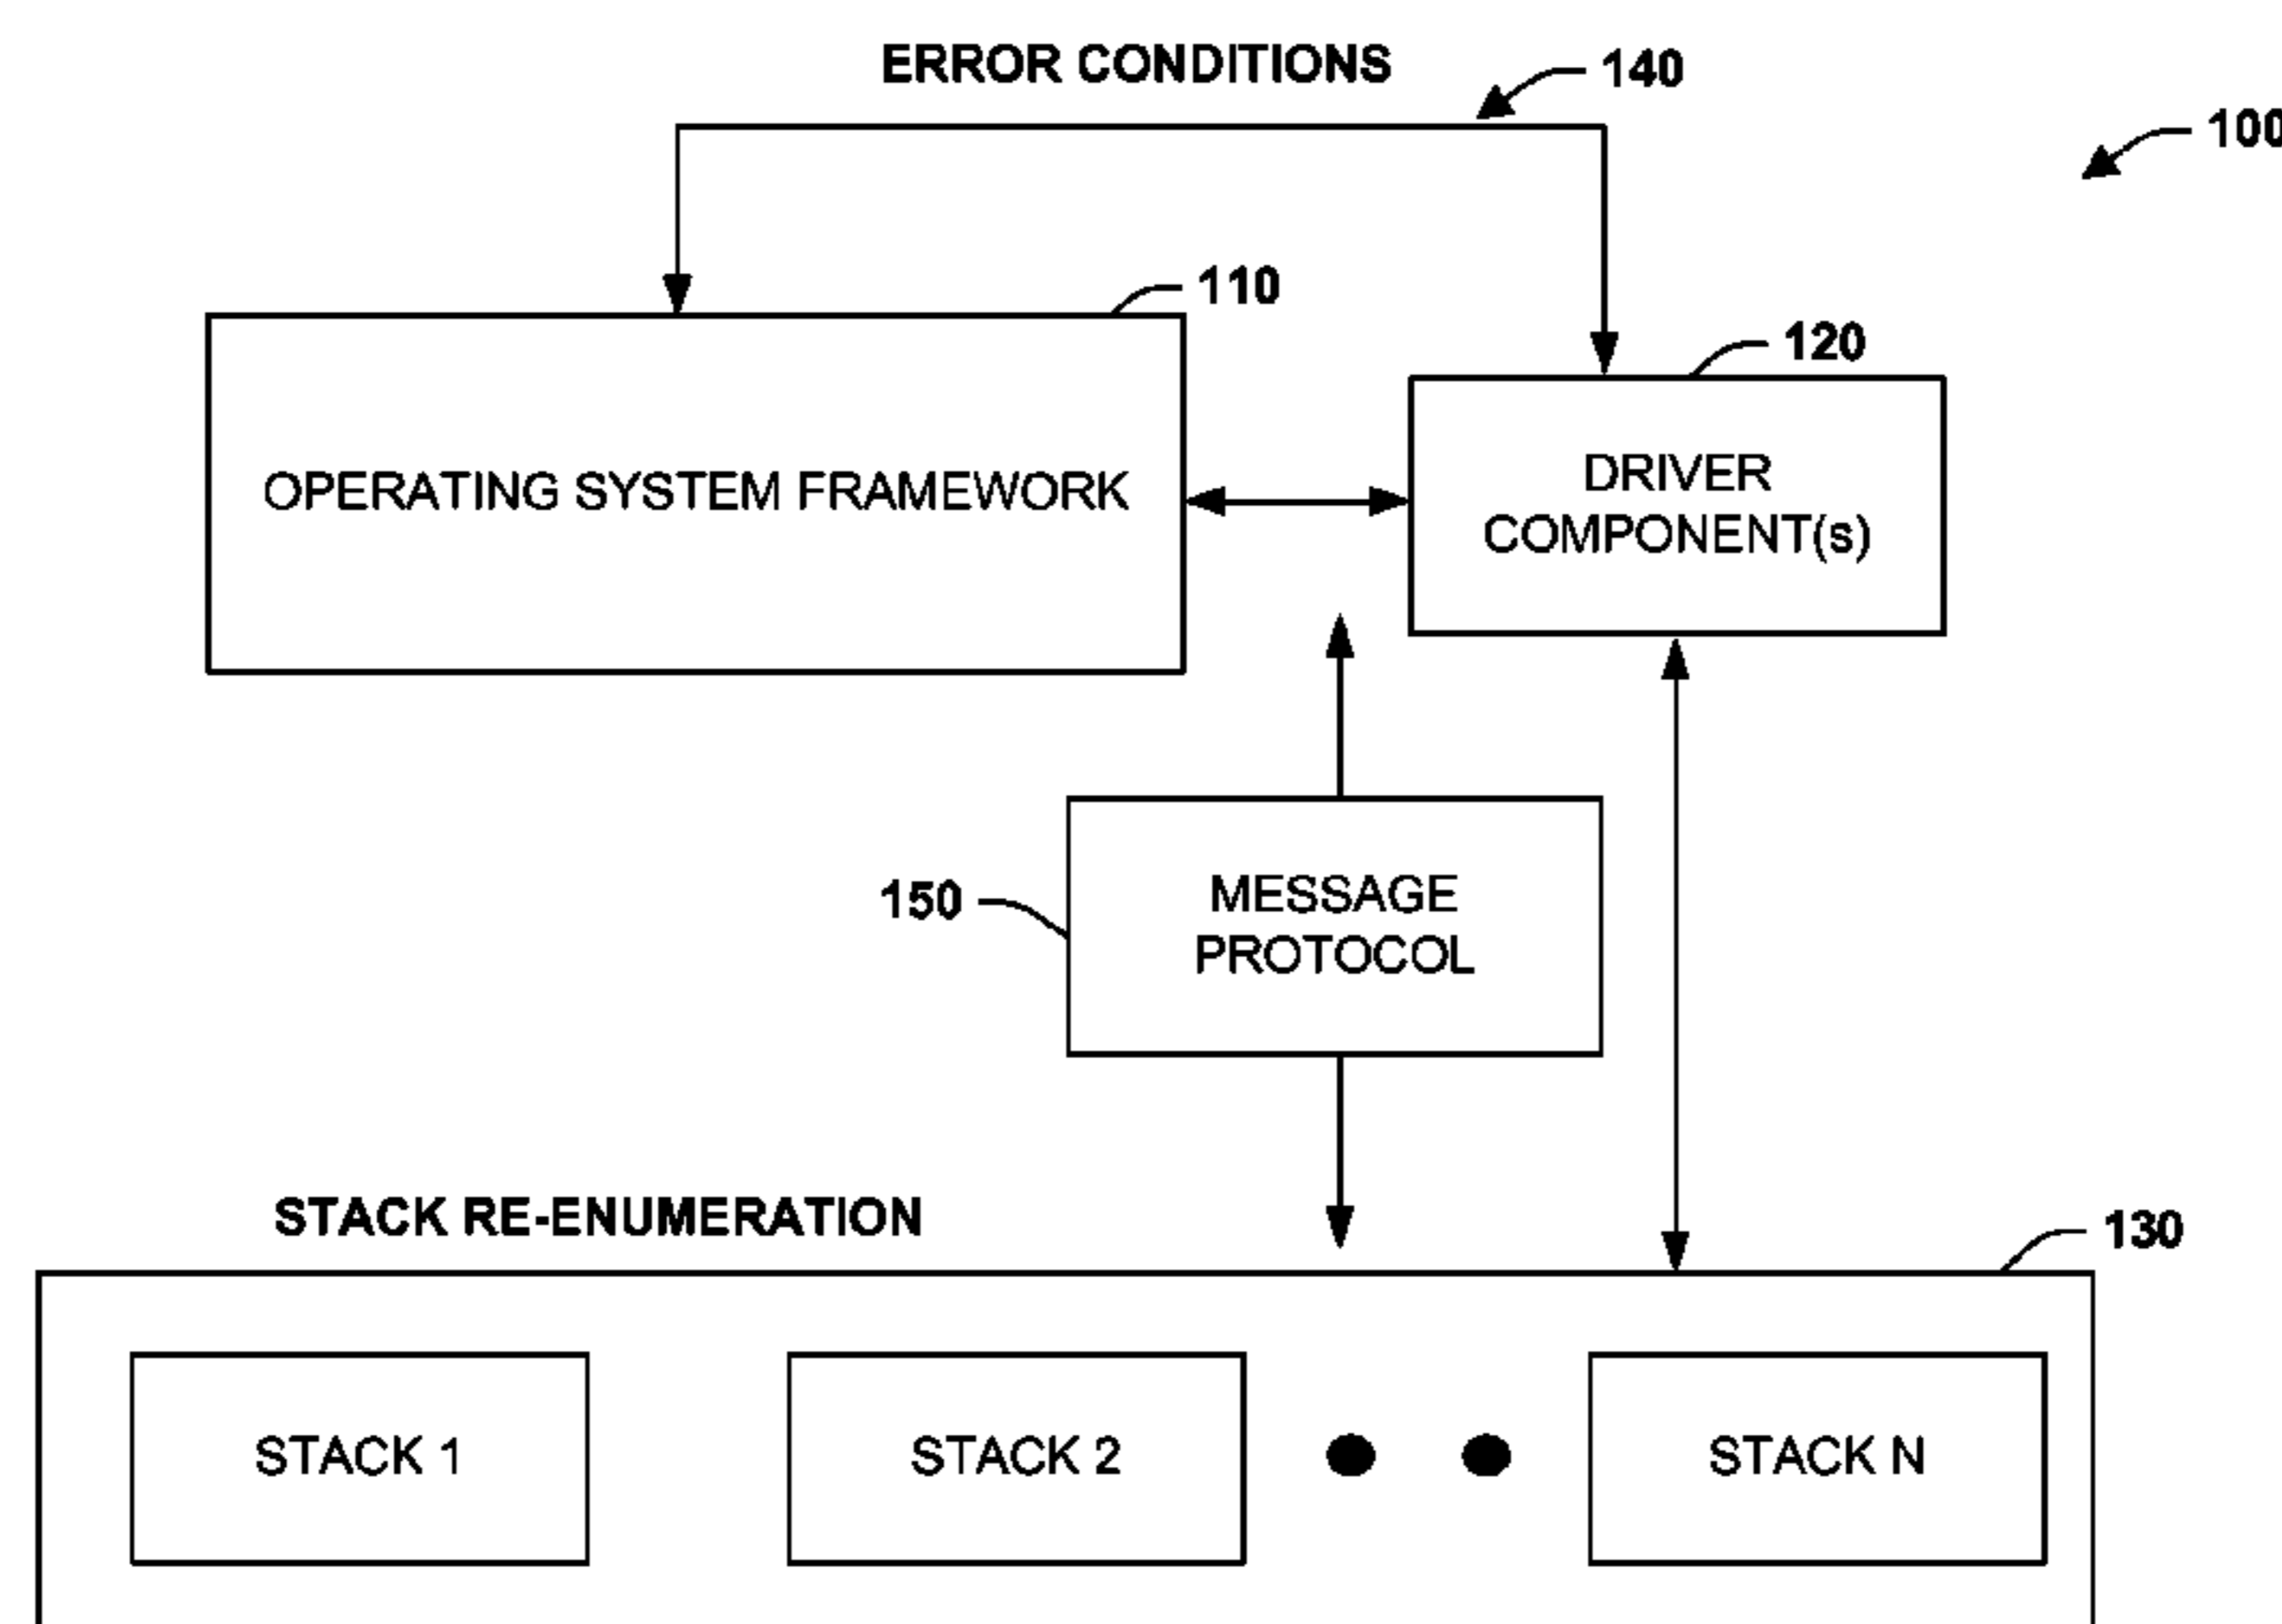 ERROR CONDITIONS
140
100
110
120
OPERATING SYSTEM FRAMEWORK
DRIVER
COMPONENT(s)
150
MESSAGE
PROTOCOL
STACK RE-ENUMERATION
130
STACK 1
STACK 2
STACK N